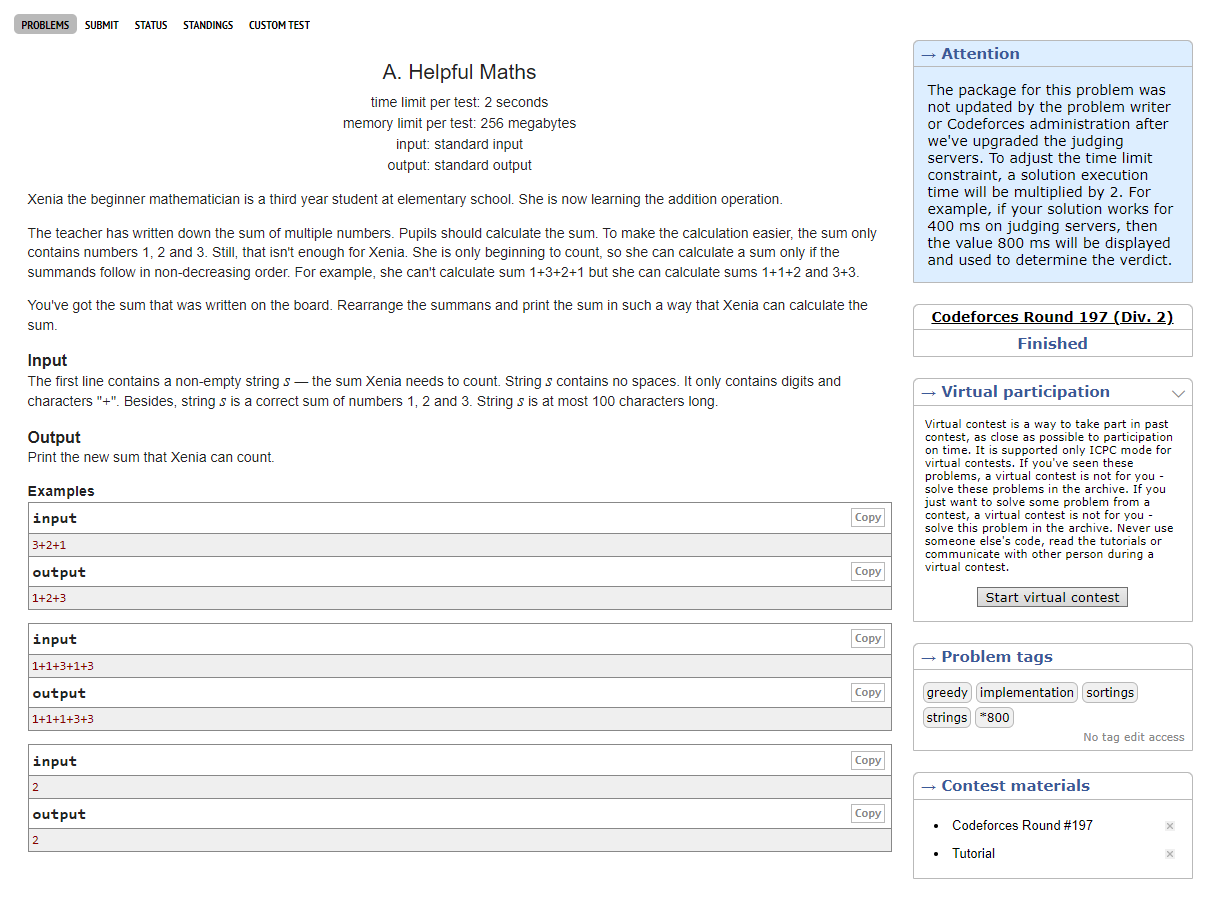 PROBLEMS SUBMIT STATUS STANDINGS CUSTOM TEST
A. Helpful Maths
time limit per test: 2 seconds
memory limit per test: 256 megabytes
input: standard input
output: standard output
Xenia the beginner mathematician is a third year student at elementary school. She is now learning the addition operation.
The teacher has written down the sum of multiple numbers. Pupils should calculate the sum. To make the calculation easier, the sum only
contains numbers 1, 2 and 3. Still, that isn't enough for Xenia. She is only beginning to count, so she can calculate a sum only if the
summands follow in non-decreasing order. For example, she can't calculate sum 1+3+2+1 but she can calculate sums 1+1+2 and 3+3.
You've got the sum that was written on the board. Rearrange the summans and print the sum in such a way that Xenia can calculate the
sum.
Input
The first line contains a non-empty string s — the sum Xenia needs to count. String s contains no spaces. It only contains digits and
characters "+". Besides, string s is a correct sum of numbers 1, 2 and 3. String s is at most 100 characters long.
Output
Print the new sum that Xenia can count.
Examples
input Copy
3+2+1
output Copy
1+2+3
input Copy
1+1+3+1+3
output Copy
1+1+1+3+3
input Copy
2
output Copy
2
→ Attention
The package for this problem was
not updated by the problem writer
or Codeforces administration after
we've upgraded the judging
servers. To adjust the time limit
constraint, a solution execution
time will be multiplied by 2. For
example, if your solution works for
400 ms on judging servers, then
the value 800 ms will be displayed
and used to determine the verdict.
Codeforces Round 197 (Div. 2)
Finished
→ Virtual participation
Virtual contest is a way to take part in past
contest, as close as possible to participation
on time. It is supported only ICPC mode for
virtual contests. If you've seen these
problems, a virtual contest is not for you -
solve these problems in the archive. If you
just want to solve some problem from a
contest, a virtual contest is not for you -
solve this problem in the archive. Never use
someone else's code, read the tutorials or
communicate with other person during a
virtual contest.
Start virtual contest
→ Problem tags
greedy implementation sortings
strings *800
No tag edit access
→ Contest materials
• Codeforces Round #197
• Tutorial